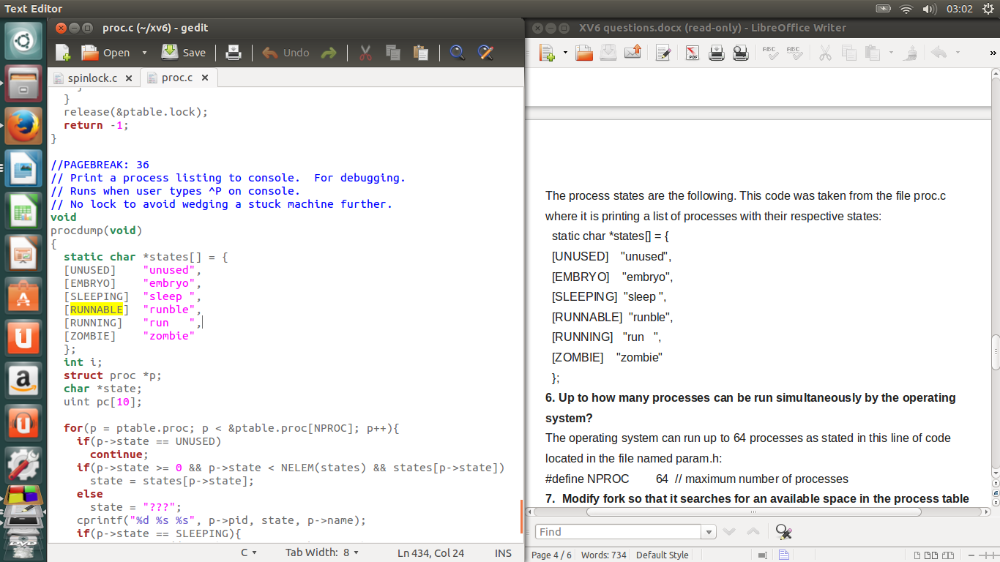 Text Editor
03:02
proc.c (~/xv6) - gedit
Open
Save
Undo
spinlock.c
proc.c
}
}
release(&ptable.lock);
return -1;
}
//PAGEBREAK: 36
// Print a process listing to console.  For debugging.
// Runs when user types ^P on console.
// No lock to avoid wedging a stuck machine further.
void
procdump(void)
{
static char *states[] = {
[UNUSED]    "unused",
[EMBRYO]    "embryo",
[SLEEPING]  "sleep ",
[RUNNABLE]  "runble",
[RUNNING]   "run   ",
[ZOMBIE]    "zombie"
};
int i;
struct proc *p;
char *state;
uint pc[10];
for(p = ptable.proc; p < &ptable.proc[NPROC]; p++){
if(p->state == UNUSED)
continue;
if(p->state >= 0 && p->state < NELEM(states) && states[p->state])
state = states[p->state];
else
state = "???";
cprintf("%d %s %s", p->pid, state, p->name);
if(p->state == SLEEPING){
C
Tab Width: 8
Ln 434, Col 24
INS
XV6 questions.docx (read-only) - LibreOffice Writer
The process states are the following. This code was taken from the file proc.c
where it is printing a list of processes with their respective states:
static char *states[] = {
[UNUSED]    "unused",
[EMBRYO]    "embryo",
[SLEEPING]  "sleep ",
[RUNNABLE]  "runble",
[RUNNING]   "run   ",
[ZOMBIE]    "zombie"
};
6. Up to how many processes can be run simultaneously by the operating
system?
The operating system can run up to 64 processes as stated in this line of code
located in the file named param.h:
#define NPROC        64  // maximum number of processes
7.  Modify fork so that it searches for an available space in the process table
Find
Page 4 / 6
Words: 734
Default Style